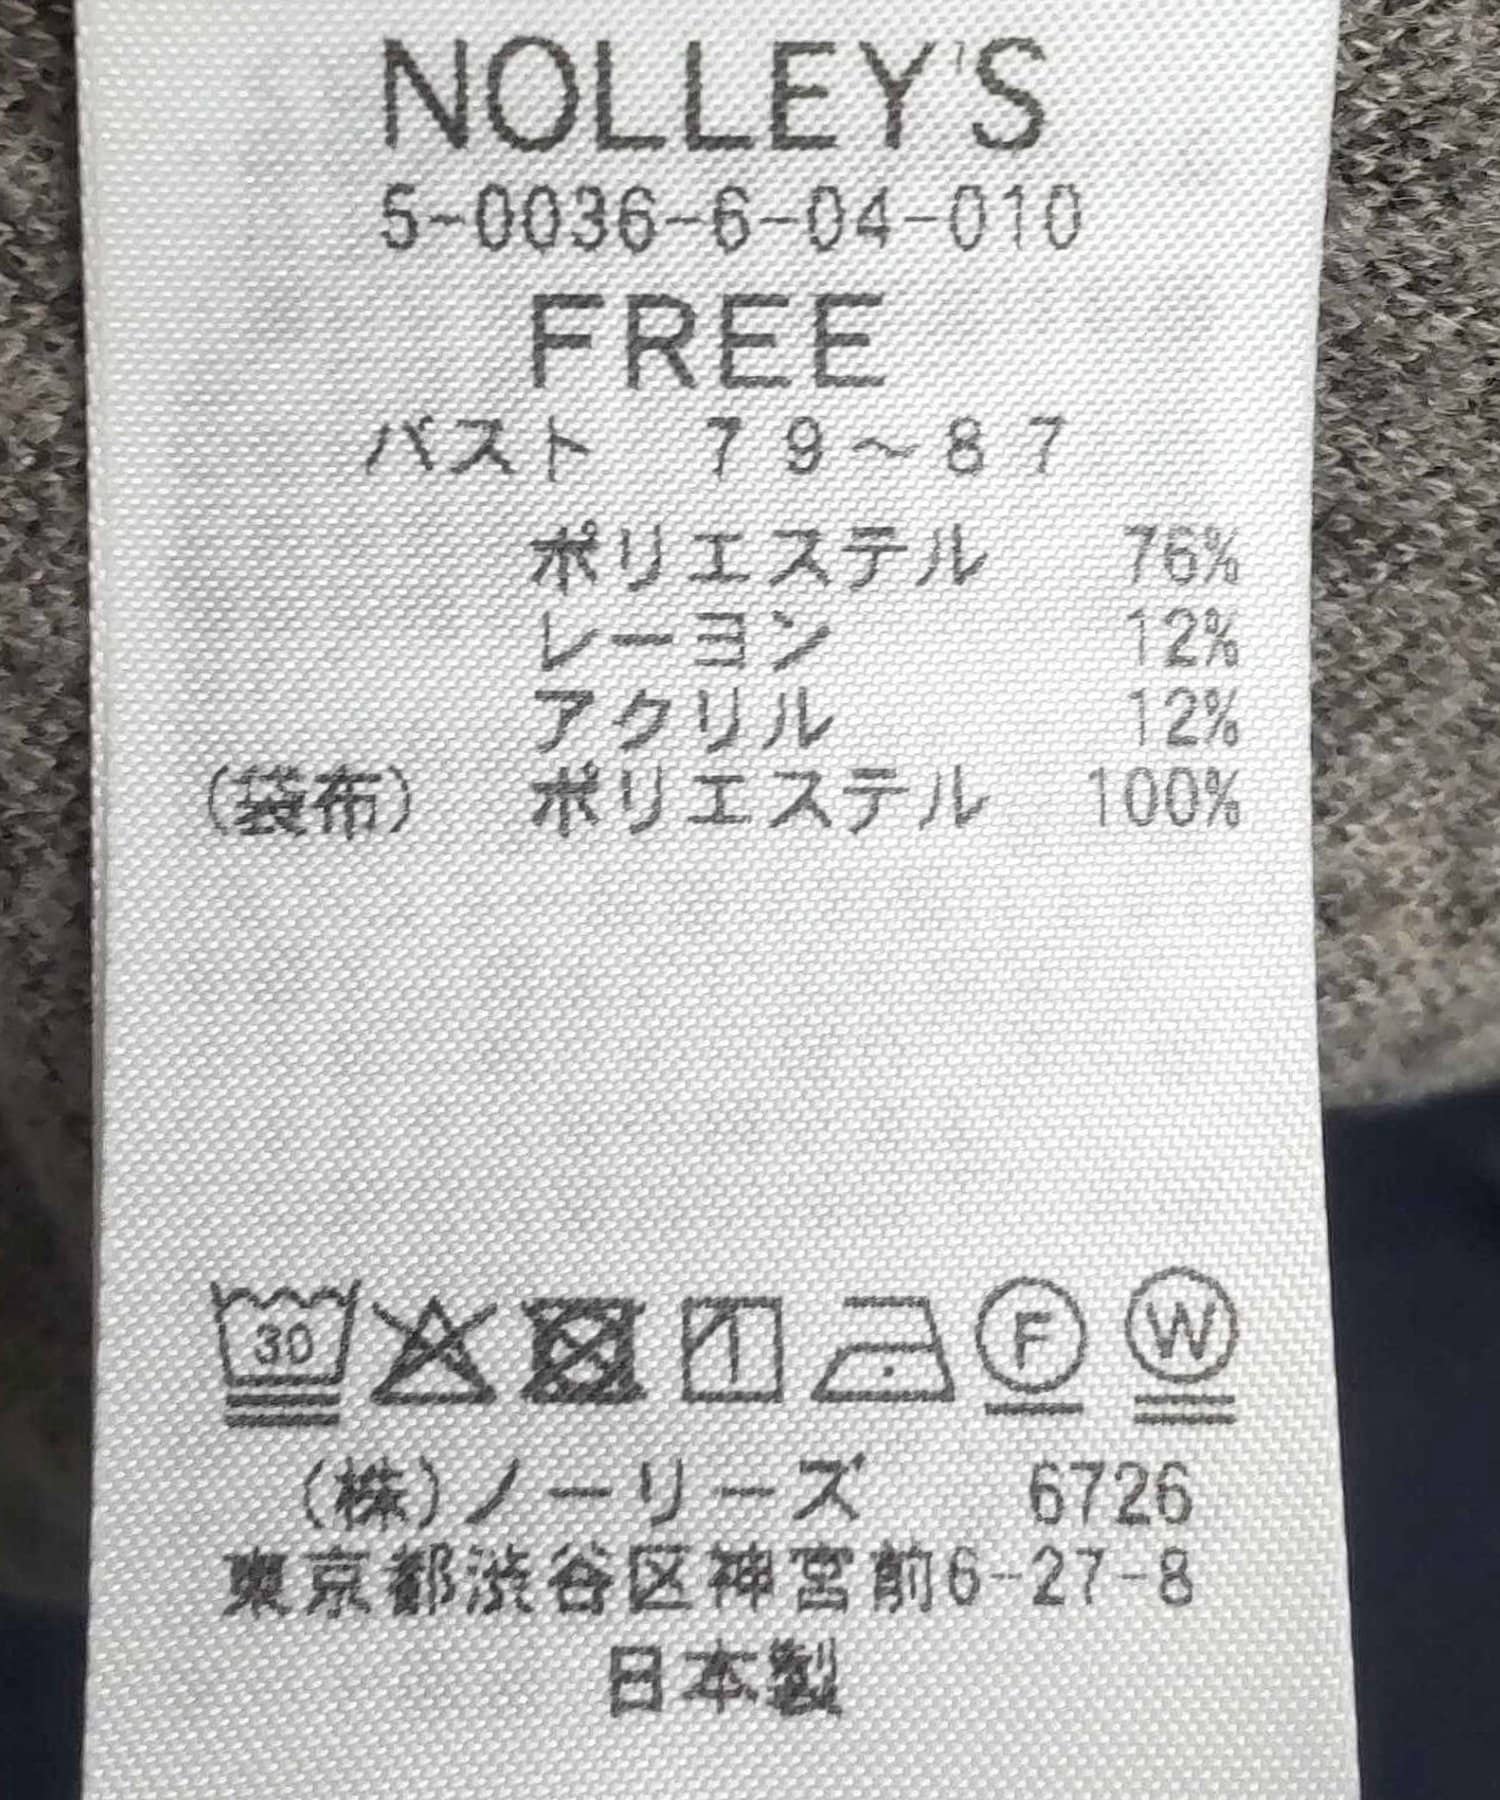 NOLLEY'S
5-0036-6-04-010
FREE
バスト 79～87
ポリエステル 76%
レーヨン 12%
アクリル 12%
(袋布) ポリエステル 100%
30 F W
(株)ノーリーズ 6726
東京都渋谷区神宮前6-27-8
日本製